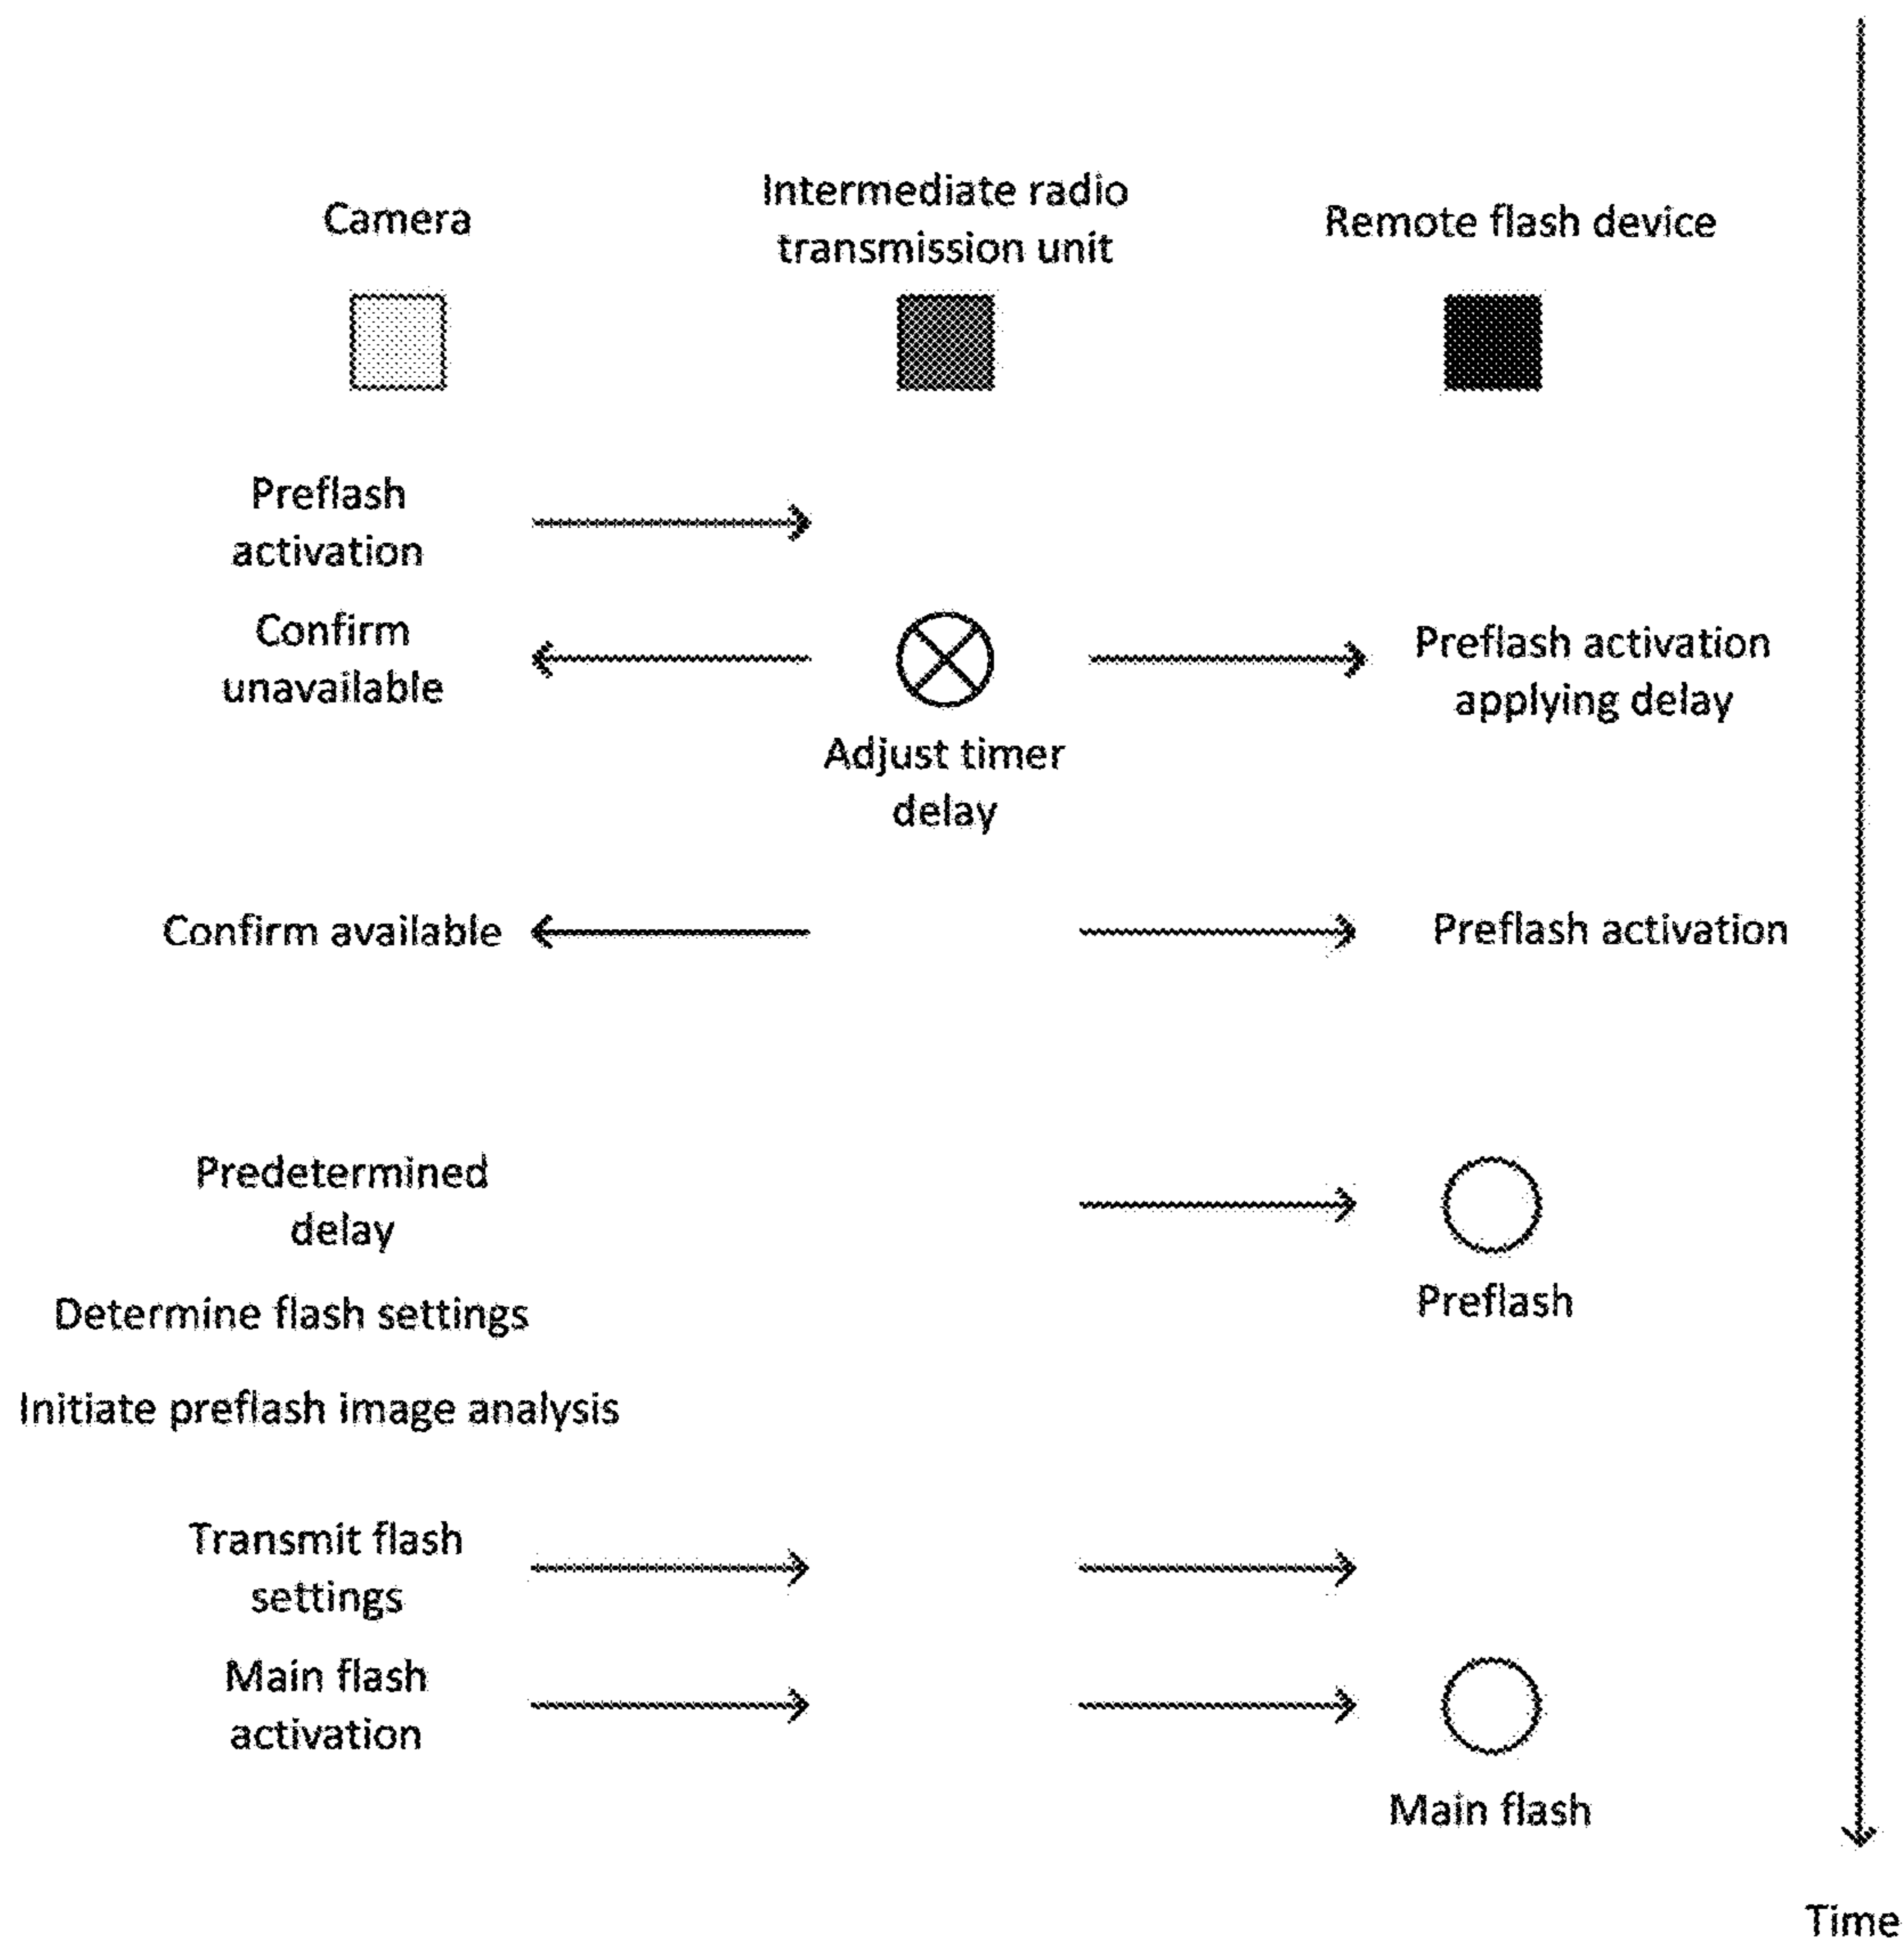 Camera
Intermediate radio
transmission unit
Remote flash device
Preflash
activation
Confirm
unavailable
Adjust timer
delay
Preflash activation
applying delay
Confirm available
Preflash activation
Predetermined
delay
Preflash
Determine flash settings
Initiate preflash image analysis
Transmit flash
settings
Main flash
activation
Main flash
Time